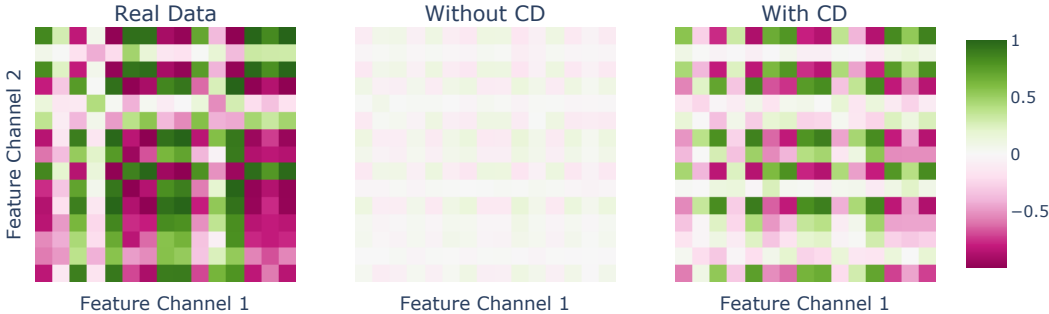 Real Data
Without CD
With CD
Feature Channel 2
1
0.5
0
−0.5
Feature Channel 1
Feature Channel 1
Feature Channel 1